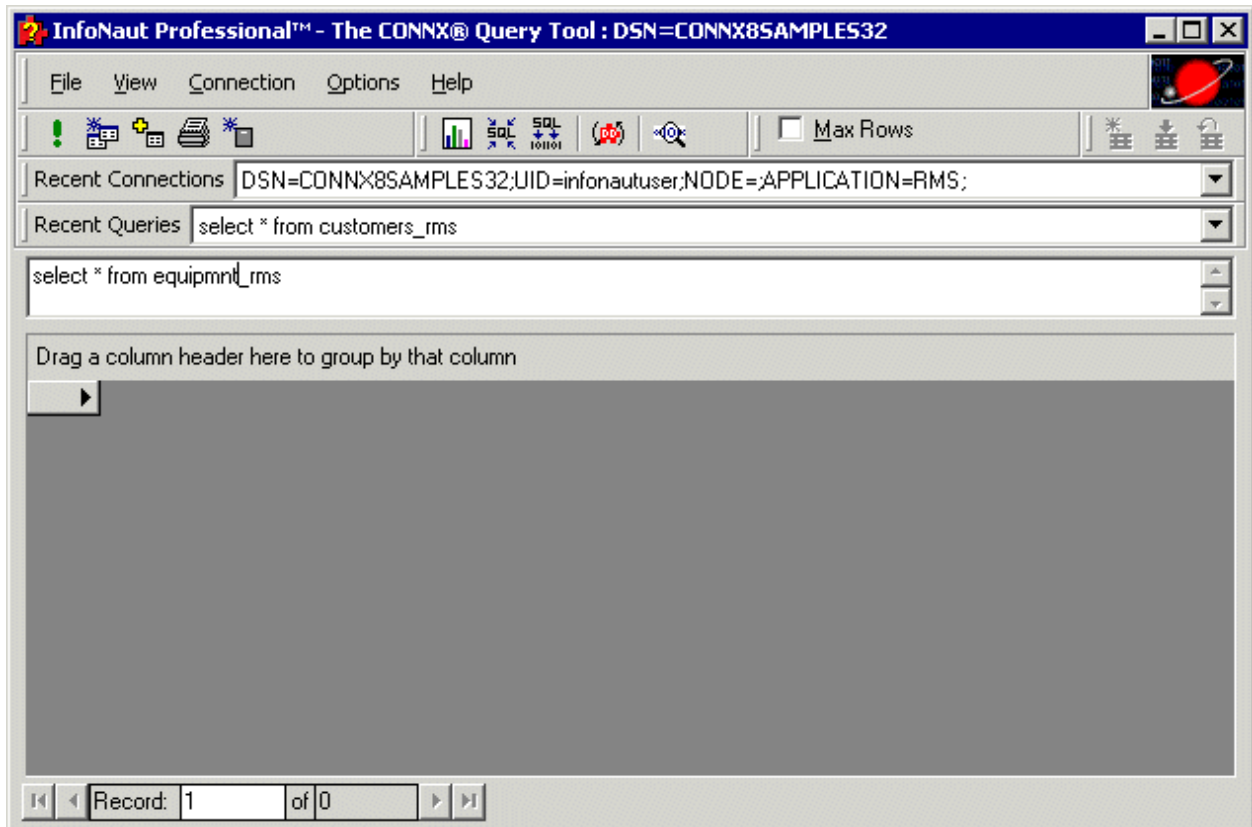 InfoNaut Professional™ - The CONNX® Query Tool : DSN=CONNX8SAMPLES32
File View Connection Options Help
SQL SQL Max Rows
Recent Connections DSN=CONNX8SAMPLES32;UID=infonautuser;NODE=;APPLICATION=RMS;
Recent Queries select * from customers_rms
select * from equipmnt_rms
Drag a column header here to group by that column
Record: 1 of 0